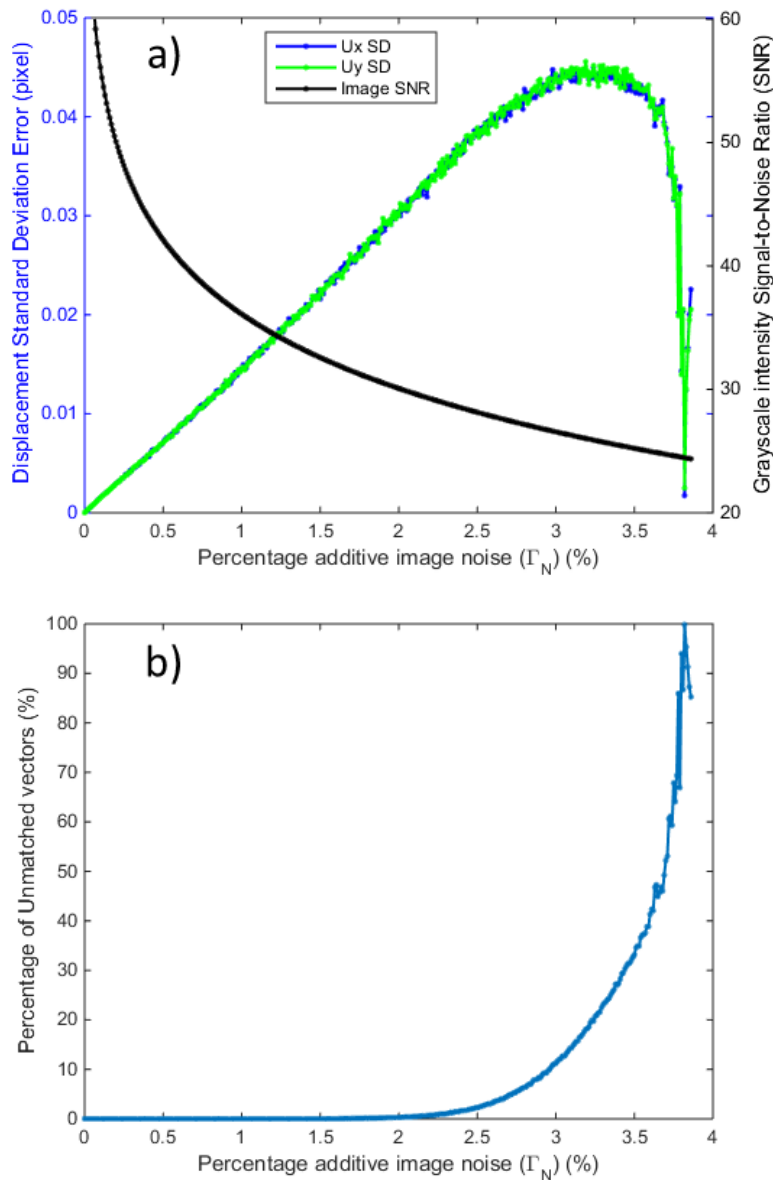 a)
Ux SD
Uy SD
Image SNR
Displacement Standard Deviation Error (pixel)
0.05
0.04
0.03
0.02
0.01
0
Grayscale intensity Signal-to-Noise Ratio (SNR)
60
50
40
30
20
0 0.5 1 1.5 2 2.5 3 3.5 4
Percentage additive image noise (Γ_N) (%)
b)
Percentage of Unmatched vectors (%)
100
90
80
70
60
50
40
30
20
10
0
0 0.5 1 1.5 2 2.5 3 3.5 4
Percentage additive image noise (Γ_N) (%)